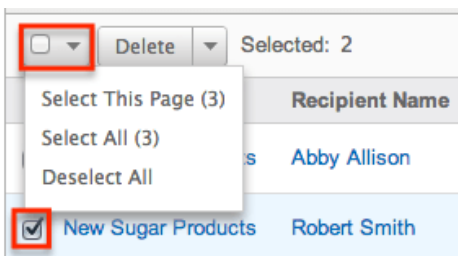 Delete Selected: 2
Select This Page (3)
Recipient Name
Select All (3)
s Abby Allison
Deselect All
New Sugar Products Robert Smith